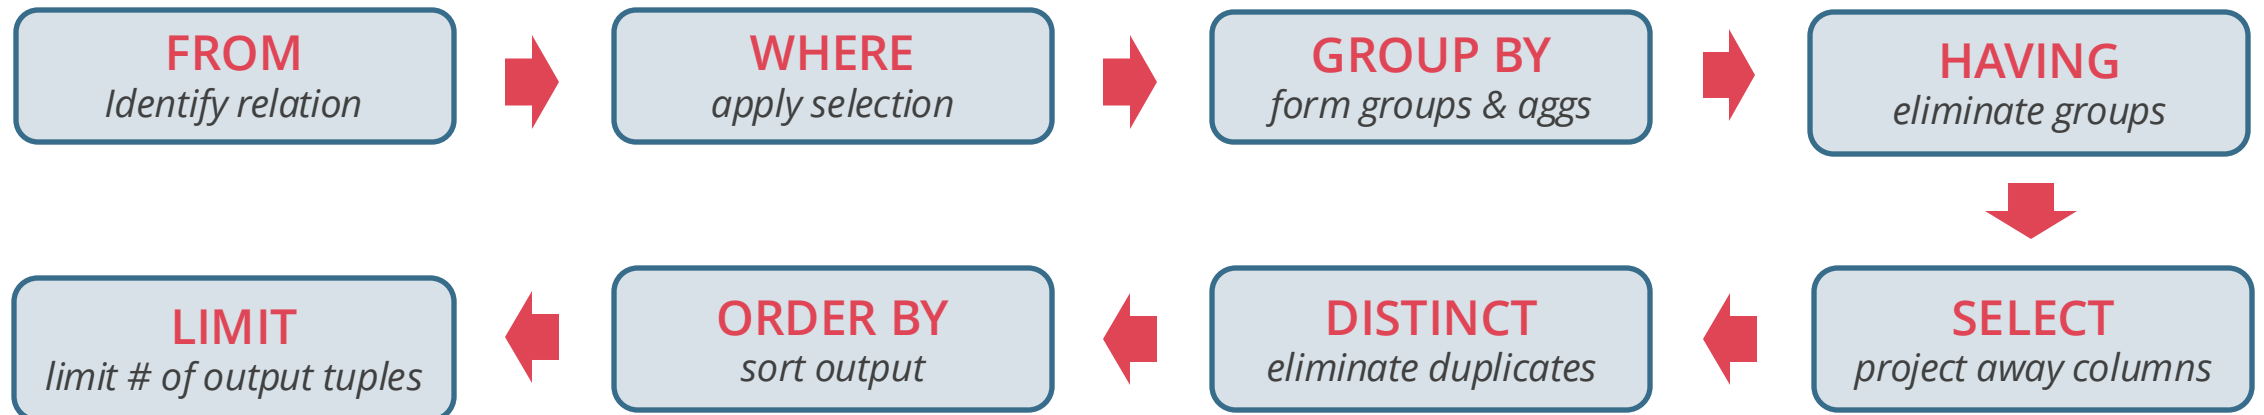 FROM
Identify relation
WHERE
apply selection
GROUP BY
form groups & aggs
HAVING
eliminate groups
SELECT
project away columns
DISTINCT
eliminate duplicates
ORDER BY
sort output
LIMIT
limit # of output tuples